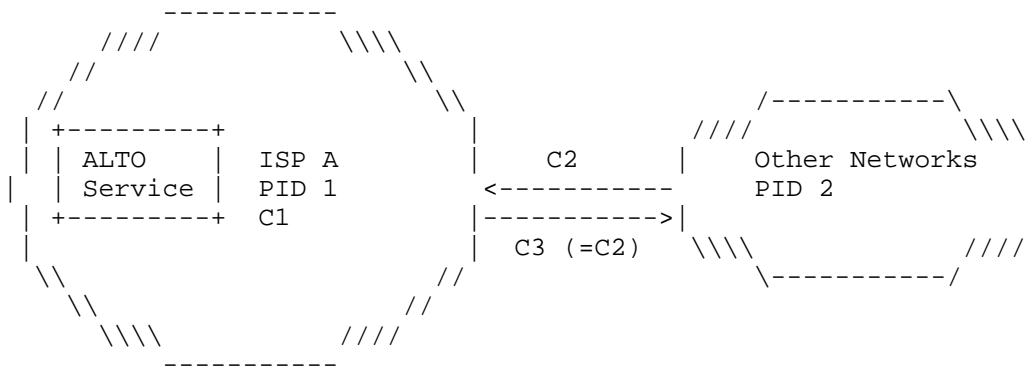 ALTO ISP A C2 Other Networks
Service PID 1 PID 2
C1
C3 (=C2)